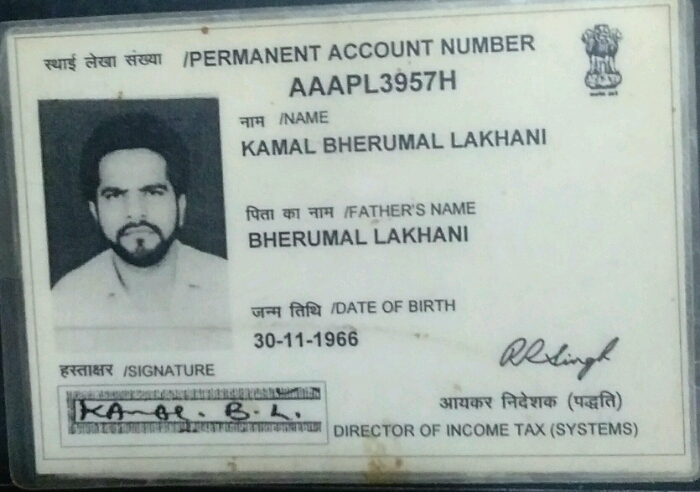 स्थाई लेखा संख्या /PERMANENT ACCOUNT NUMBER
AAAPL3957H
नाम /NAME
KAMAL BHERUMAL LAKHANI
पिता का नाम /FATHER'S NAME
BHERUMAL LAKHANI
जन्म तिथि /DATE OF BIRTH
30-11-1966
हस्ताक्षर /SIGNATURE
KAmal. B.L.
RRSingh
आयकर निदेशक (पद्धति)
DIRECTOR OF INCOME TAX (SYSTEMS)